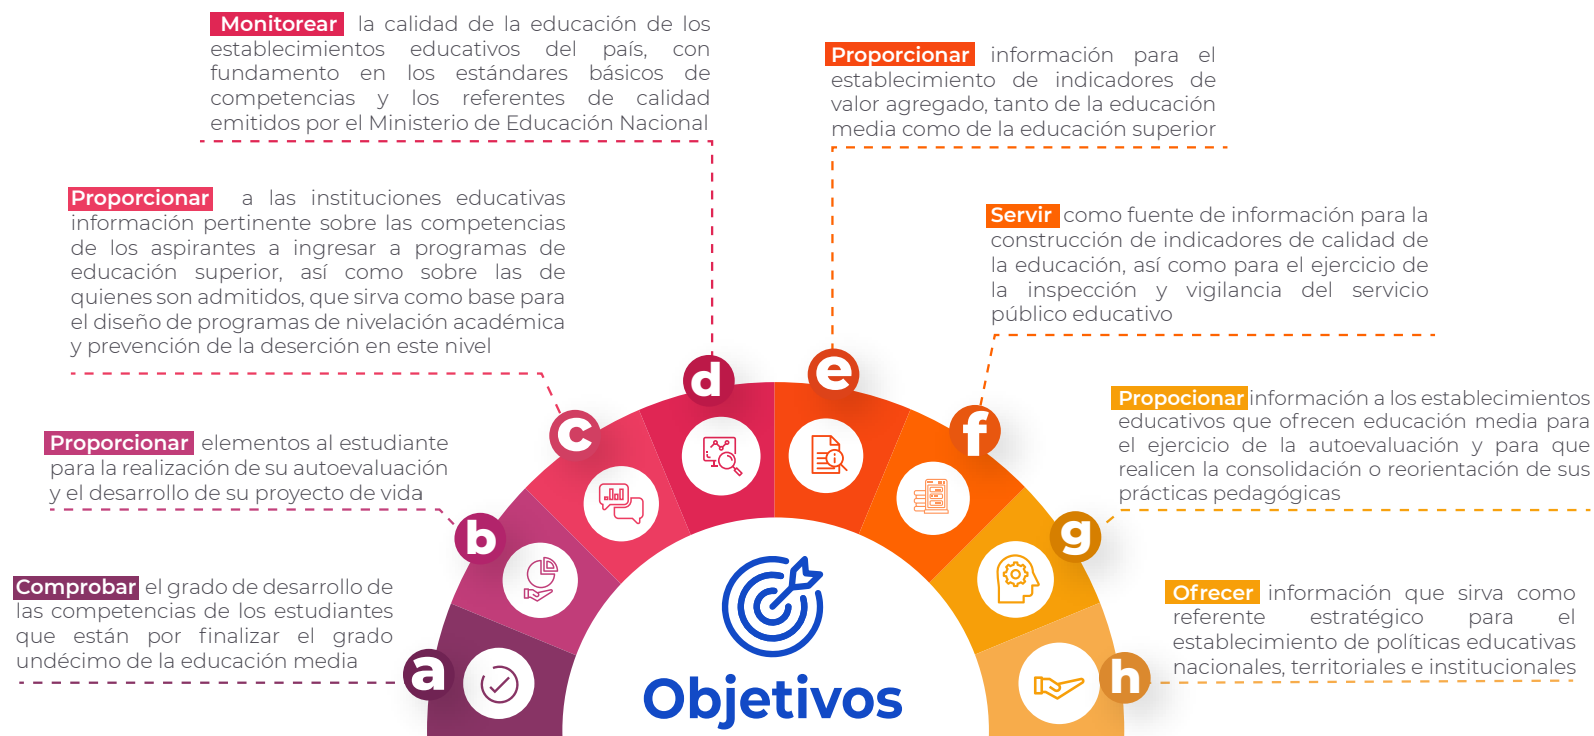 Monitorear la calidad de la educación de los
establecimientos educativos del país, con
fundamento en los estándares básicos de
competencias y los referentes de calidad
emitidos por el Ministerio de Educación Nacional
Proporcionar información para el
establecimiento de indicadores de
valor agregado, tanto de la educación
media como de la educación superior
Proporcionar a las instituciones educativas
información pertinente sobre las competencias
de los aspirantes a ingresar a programas de
educación superior, así como sobre las de
quienes son admitidos, que sirva como base para
el diseño de programas de nivelación académica
y prevención de la deserción en este nivel
Servir como fuente de información para la
construcción de indicadores de calidad de
la educación, así como para el ejercicio de
la inspección y vigilancia del servicio
público educativo
d
e
c
f
Proporcionar elementos al estudiante
para la realización de su autoevaluación
y el desarrollo de su proyecto de vida
Propocionar información a los establecimientos
educativos que ofrecen educación media para
el ejercicio de la autoevaluación y para que
realicen la consolidación o reorientación de sus
prácticas pedagógicas
b
g
Comprobar el grado de desarrollo de
las competencias de los estudiantes
que están por finalizar el grado
undécimo de la educación media
Ofrecer información que sirva como
referente estratégico para el
establecimiento de políticas educativas
nacionales, territoriales e institucionales
a
h
Objetivos